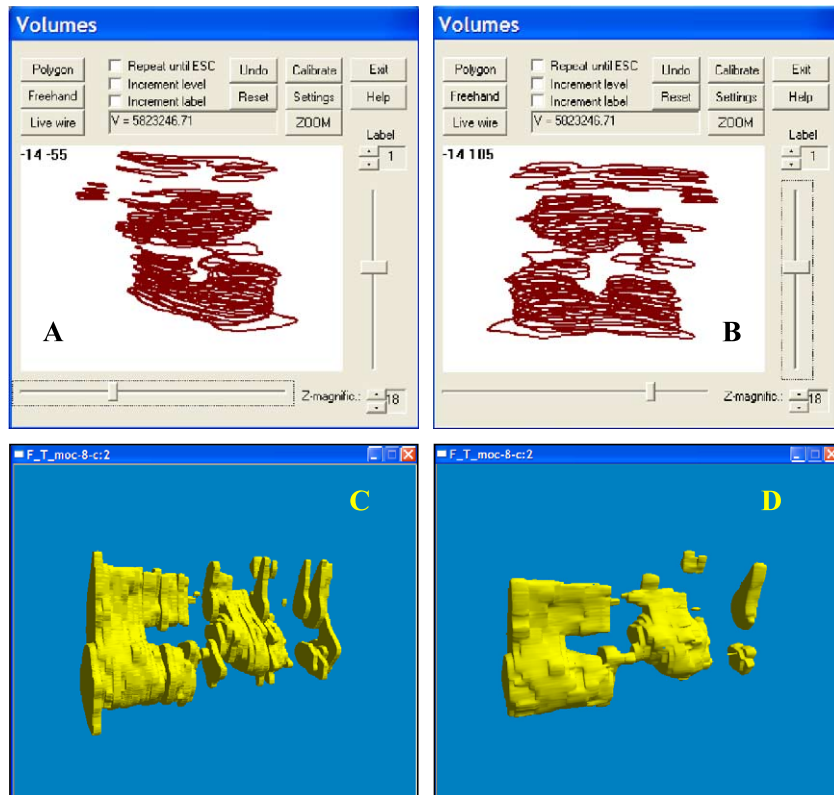 Volumes
Polygon
Freehand
Live wire
Repeat until ESC
Increment level
Increment label
Undo
Reset
Calibrate
Settings
ZOOM
Exit
Help
V = 5823246.71
Label
1
-14 -55
A
Z-magnific.:
18
Volumes
Polygon
Freehand
Live wire
Repeat until ESC
Increment level
Increment label
Undo
Reset
Calibrate
Settings
ZOOM
Exit
Help
V = 5823246.71
Label
1
-14 105
B
Z-magnific.:
18
F_T_moc-8-c:2
C
F_T_moc-8-c:2
D